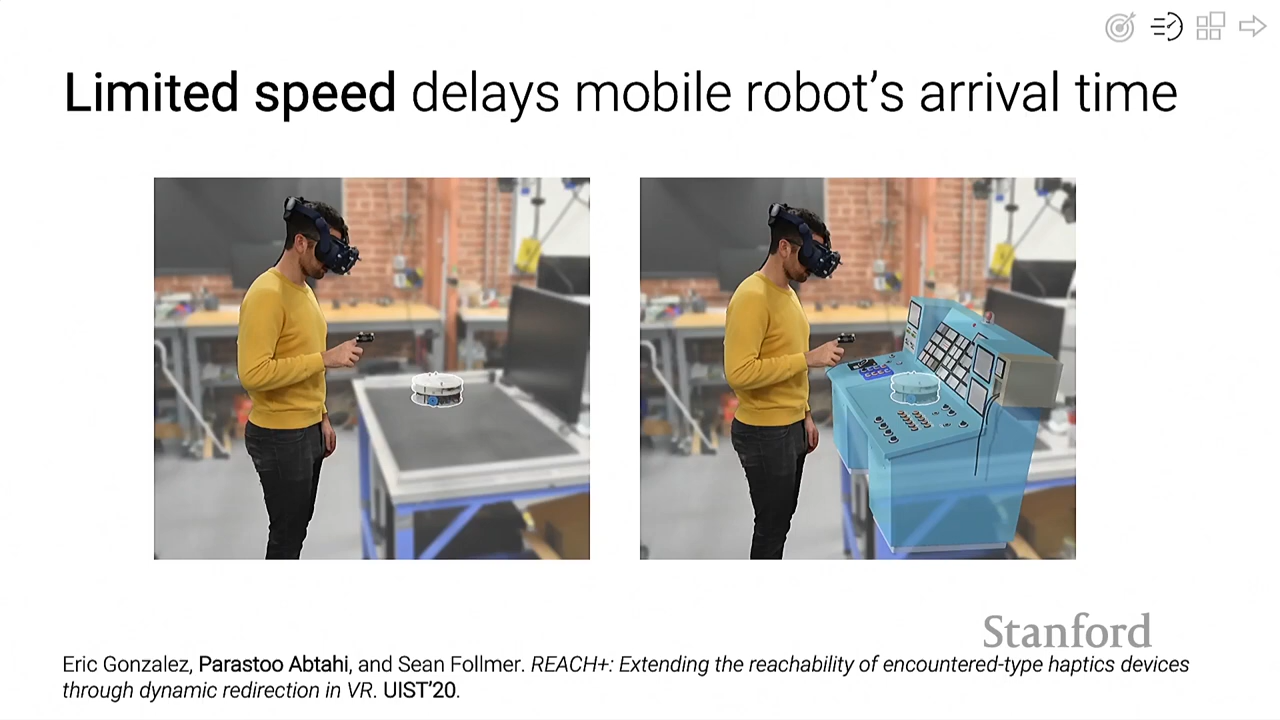 Limited speed delays mobile robot's arrival time
Stanford
Eric Gonzalez, Parastoo Abtahi, and Sean Follmer. REACH+: Extending the reachability of encountered-type haptics devices
through dynamic redirection in VR. UIST'20.